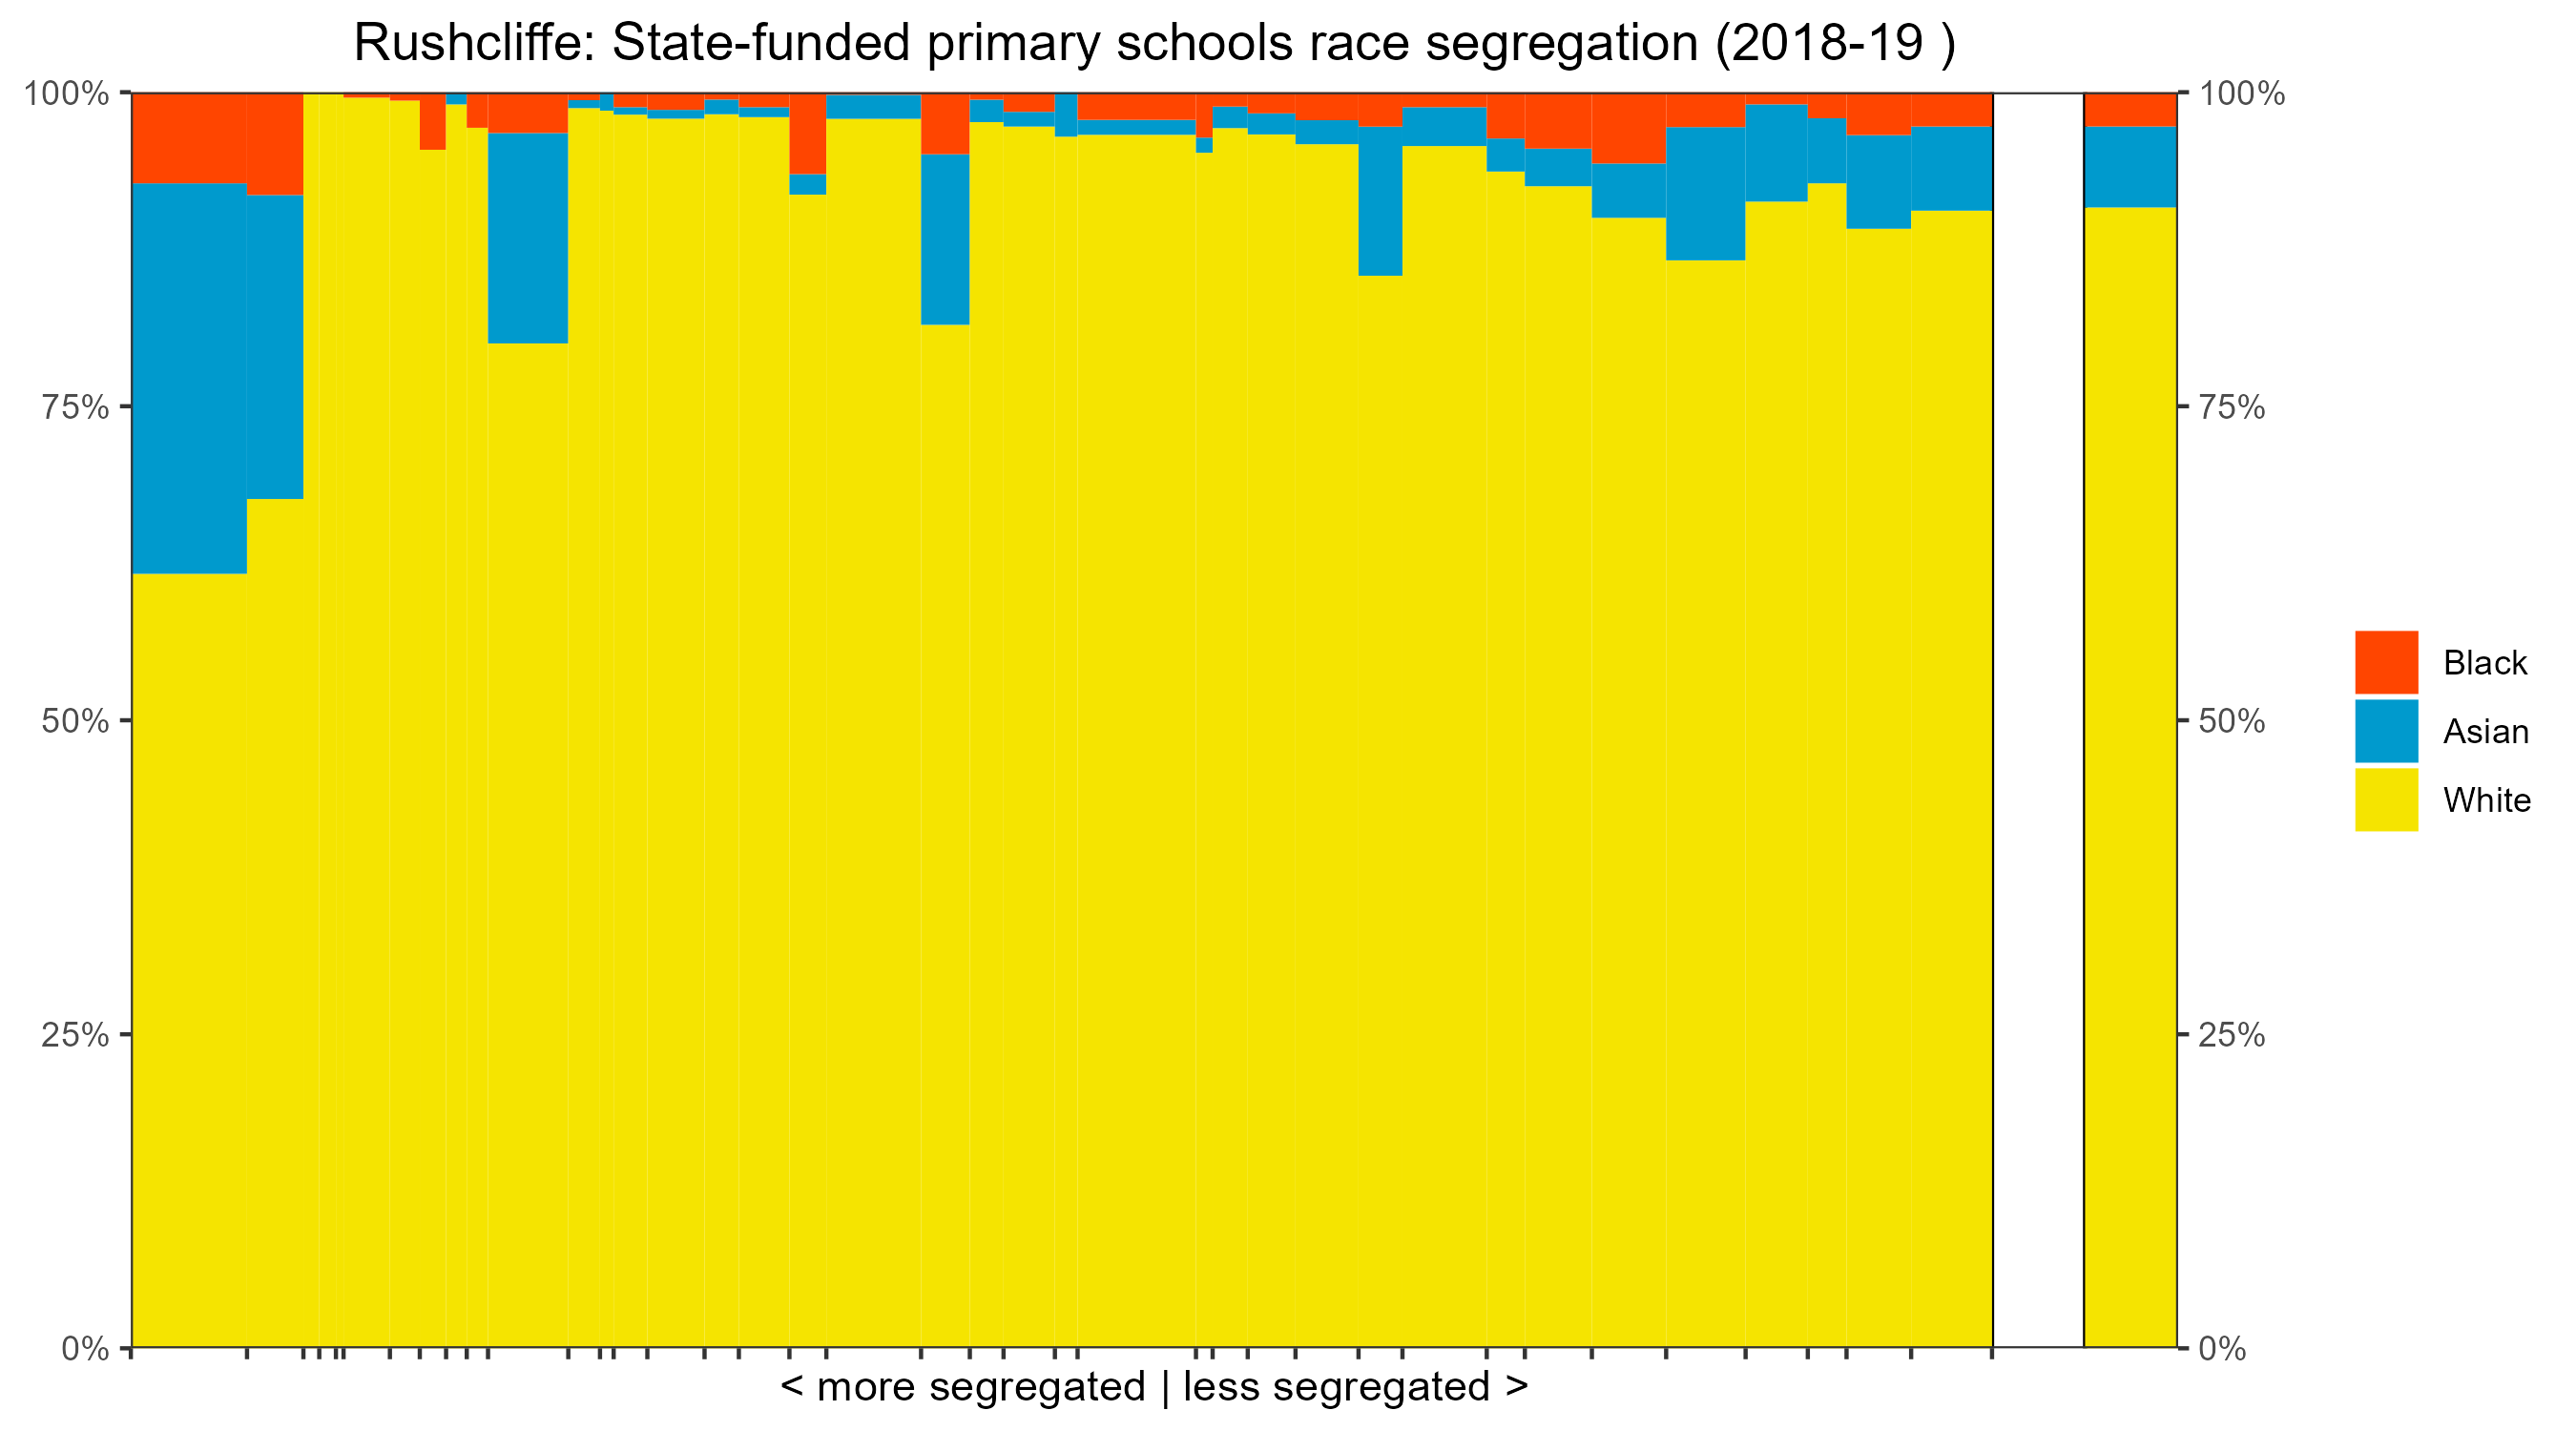 Rushcliffe: State-funded primary schools race segregation (2018-19 )
100%
75%
50%
25%
0%
100%
75%
50%
25%
0%
Black
Asian
White
< more segregated | less segregated >